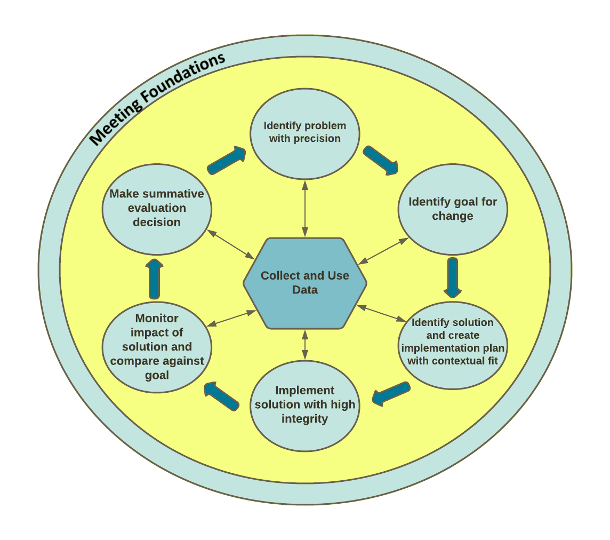 Meeting Foundations
Identify problem
with precision
Identify goal for
change
Identify solution
and create
implementation plan
with contextual fit
Implement
solution with high
integrity
Monitor
impact of
solution and
compare against
goal
Make summative
evaluation
decision
Collect and Use
Data